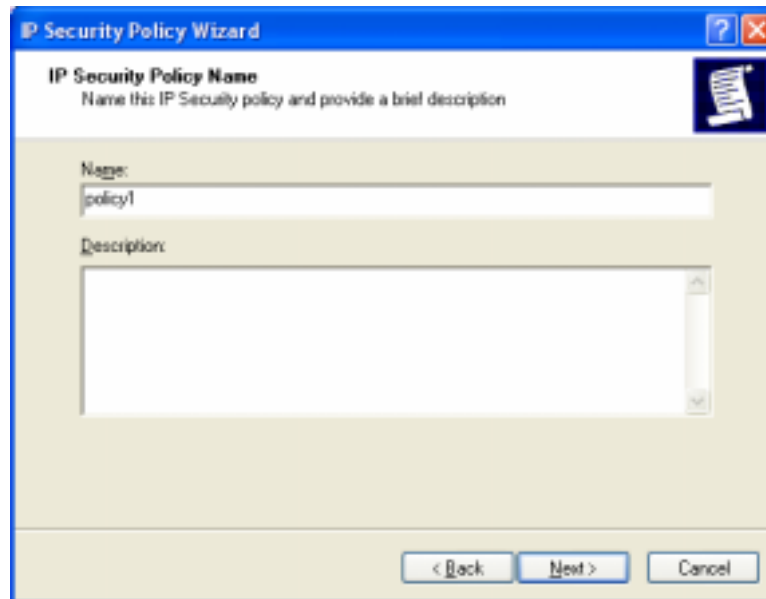 IP Security Policy Wizard
IP Security Policy Name
Name this IP Security policy and provide a brief description
Name:
policy1
Description:
< Back
Next >
Cancel